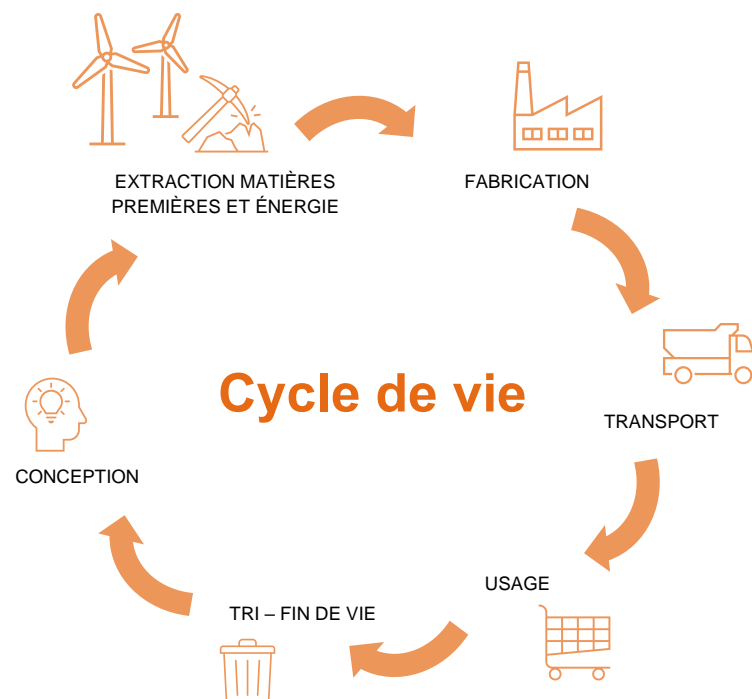 EXTRACTION MATIÈRES
PREMIÈRES ET ÉNERGIE
FABRICATION
Cycle de vie
TRANSPORT
CONCEPTION
USAGE
TRI – FIN DE VIE